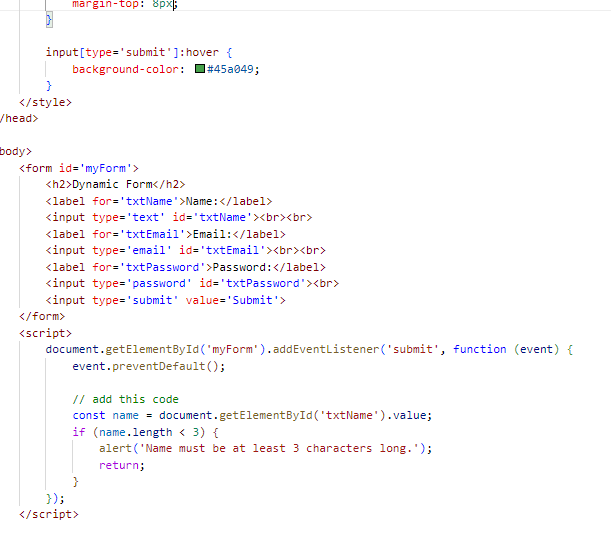 margin-top: 8px;
}
input[type='submit']:hover {
background-color: #45a049;
}
</style>
/head>
body>
<form id='myForm'>
<h2>Dynamic Form</h2>
<label for='txtName'>Name:</label>
<input type='text' id='txtName'><br><br>
<label for='txtEmail'>Email:</label>
<input type='email' id='txtEmail'><br><br>
<label for='txtPassword'>Password:</label>
<input type='password' id='txtPassword'><br>
<input type='submit' value='Submit'>
</form>
<script>
document.getElementById('myForm').addEventListener('submit', function (event) {
event.preventDefault();
// add this code
const name = document.getElementById('txtName').value;
if (name.length < 3) {
alert('Name must be at least 3 characters long.');
return;
}
});
</script>